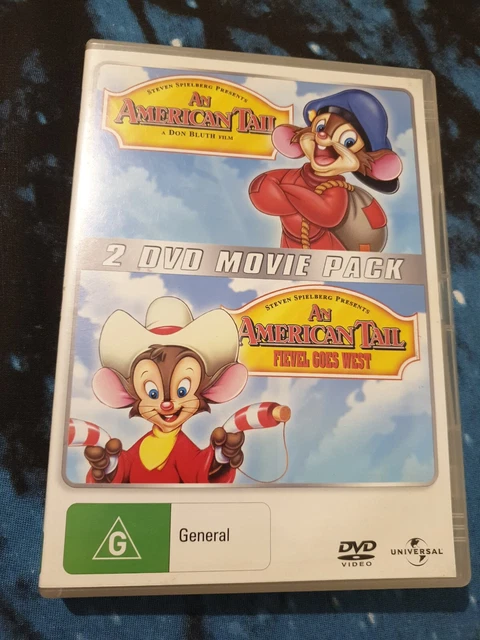 STEVEN SPIELBERG PRESENTS
AN
AMERICAN TAIL
A DON BLUTH FILM
2 DVD MOVIE PACK
STEVEN SPIELBERG PRESENTS
AN
AMERICAN TAIL
FIEVEL GOES WEST
G
General
DVD
VIDEO
UNIVERSAL